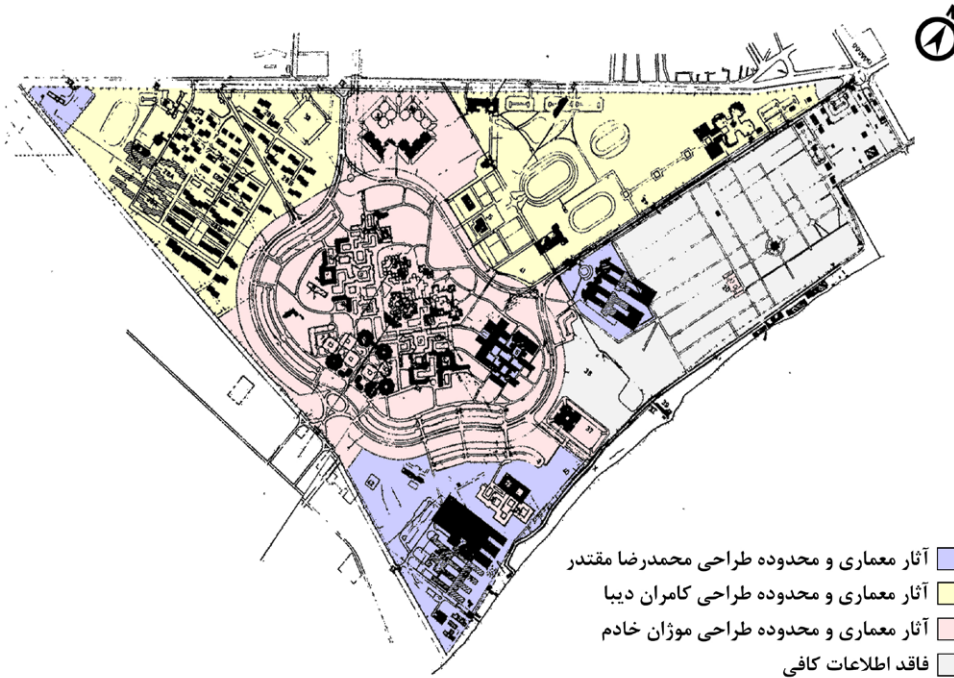 آثار معماری و محدوده طراحی محمدرضا مقتدر
آثار معماری و محدوده طراحی کامران دیبا
آثار معماری و محدوده طراحی موژان خادم
فاقد اطلاعات کافی